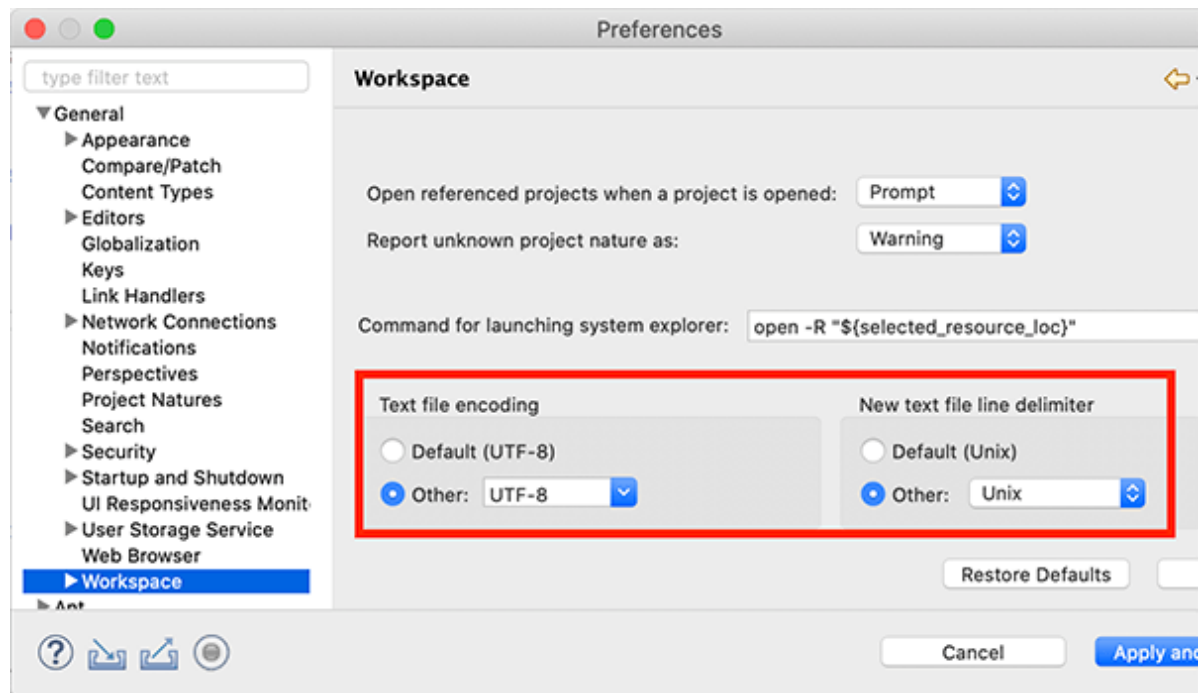 Preferences
type filter text
General
Appearance
Compare/Patch
Content Types
Editors
Globalization
Keys
Link Handlers
Network Connections
Notifications
Perspectives
Project Natures
Search
Security
Startup and Shutdown
UI Responsiveness Monit
User Storage Service
Web Browser
Workspace
Ant
Workspace
Open referenced projects when a project is opened: Prompt
Report unknown project nature as: Warning
Command for launching system explorer: open -R "${selected_resource_loc}"
Text file encoding
Default (UTF-8)
Other: UTF-8
New text file line delimiter
Default (Unix)
Other: Unix
Restore Defaults
? Cancel Apply and